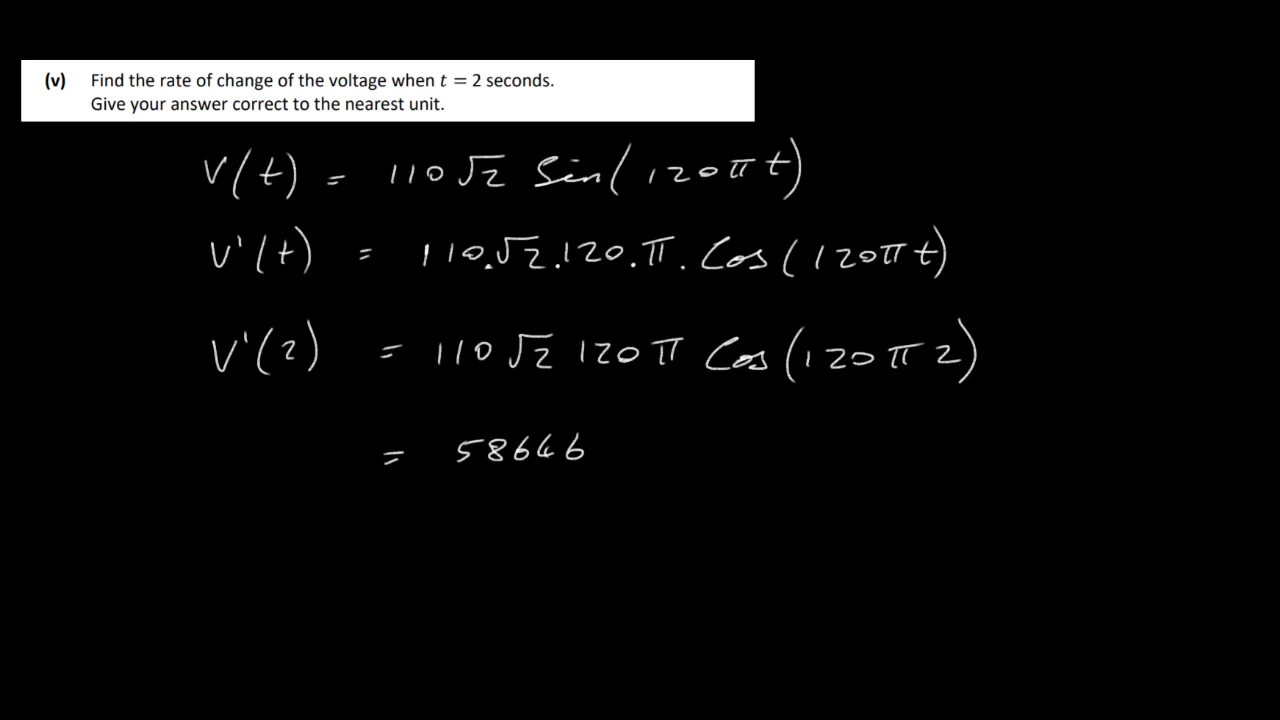 (v) Find the rate of change of the voltage when t = 2 seconds.
Give your answer correct to the nearest unit.
V(t) = 110√2 Sin(120πt)
V'(t) = 110.√2.120.π. Cos(120πt)
V'(2) = 110√2 120π Cos(120π2)
= 58646